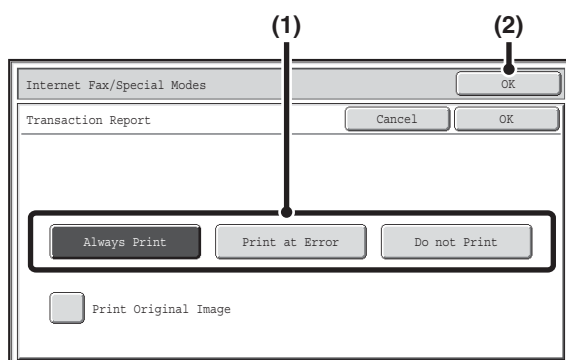 (1) (2)
Internet Fax/Special Modes OK
Transaction Report Cancel OK
Always Print Print at Error Do not Print
Print Original Image